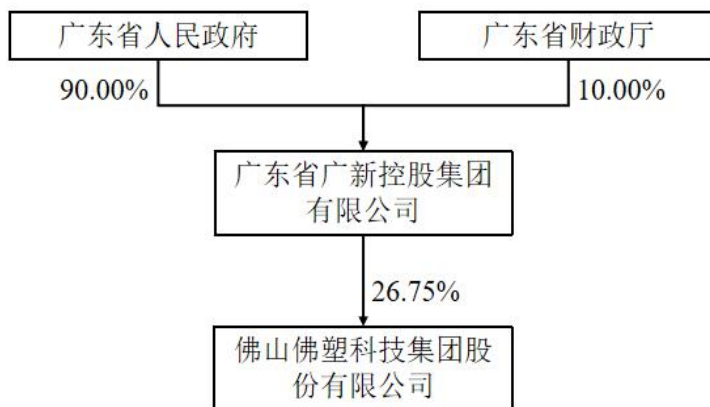 广东省人民政府
广东省财政厅
90.00%
10.00%
广东省广新控股集团
有限公司
26.75%
佛山佛塑科技集团股
份有限公司